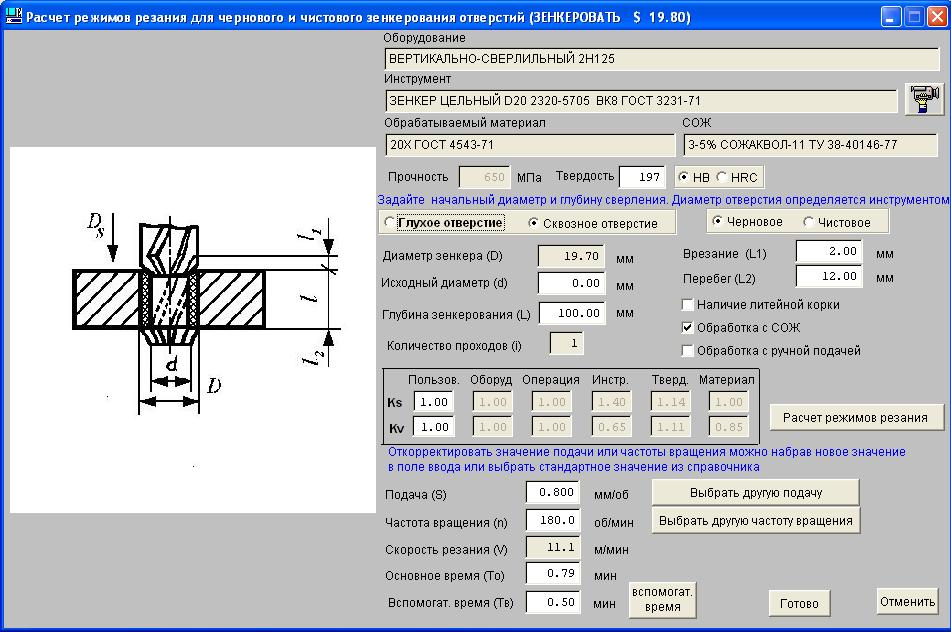 Расчет режимов резания для чернового и чистового зенкерования отверстий (ЗЕНКЕРОВАТЬ $ 19.80)
Оборудование
ВЕРТИКАЛЬНО-СВЕРЛИЛЬНЫЙ 2Н125
Инструмент
ЗЕНКЕР ЦЕЛЬНЫЙ D20 2320-5705 ВК8 ГОСТ 3231-71
Обрабатываемый материал СОЖ
20Х ГОСТ 4543-71 3-5% СОЖАКВОЛ-11 ТУ 38-40146-77
Прочность 650 МПа Твердость 197 HB HRC
Задайте начальный диаметр и глубину сверления. Диаметр отверстия определяется инструментом
Глухое отверстие Сквозное отверстие Черновое Чистовое
Диаметр зенкера (D) 19.70 мм Врезание (L1) 2.00 мм
Исходный диаметр (d) 0.00 мм Перебег (L2) 12.00 мм
Глубина зенкерования (L) 100.00 мм Наличие литейной корки
Обработка с СОЖ
Количество проходов (i) 1 Обработка с ручной подачей
Ds
l1
l
l2
d
D
Пользов. Оборуд Операция Инстр. Тверд. Материал
Ks 1.00 1.00 1.00 1.40 1.14 1.00
Kv 1.00 1.00 1.00 0.65 1.11 0.85
Расчет режимов резания
Откорректировать значение подачи или частоты вращения можно набрав новое значение
в поле ввода или выбрать стандартное значение из справочника
Подача (S) 0.800 мм/об Выбрать другую подачу
Частота вращения (n) 180.0 об/мин Выбрать другую частоту вращения
Скорость резания (V) 11.1 м/мин
Основное время (То) 0.79 мин
Вспомогат. время (Тв) 0.50 мин вспомогат.
время
Готово Отменить